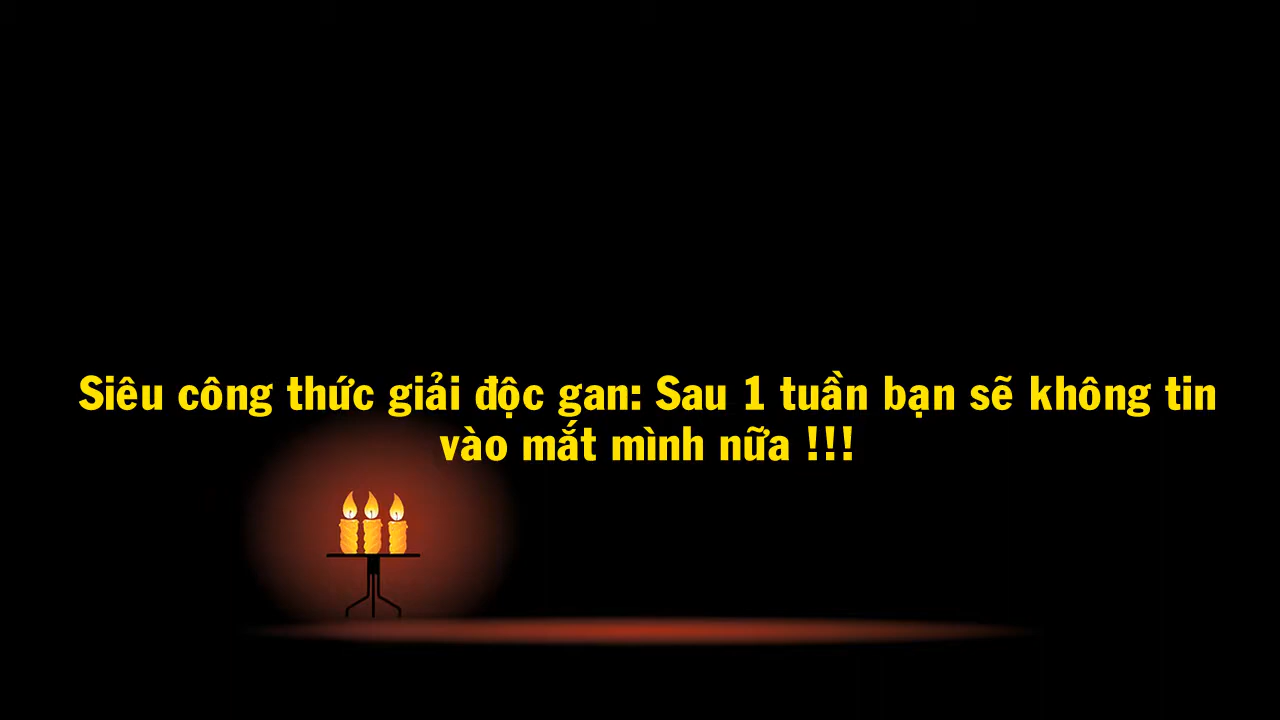 Siêu công thức giải độc gan: Sau 1 tuần bạn sẽ không tin
vào mắt mình nữa !!!